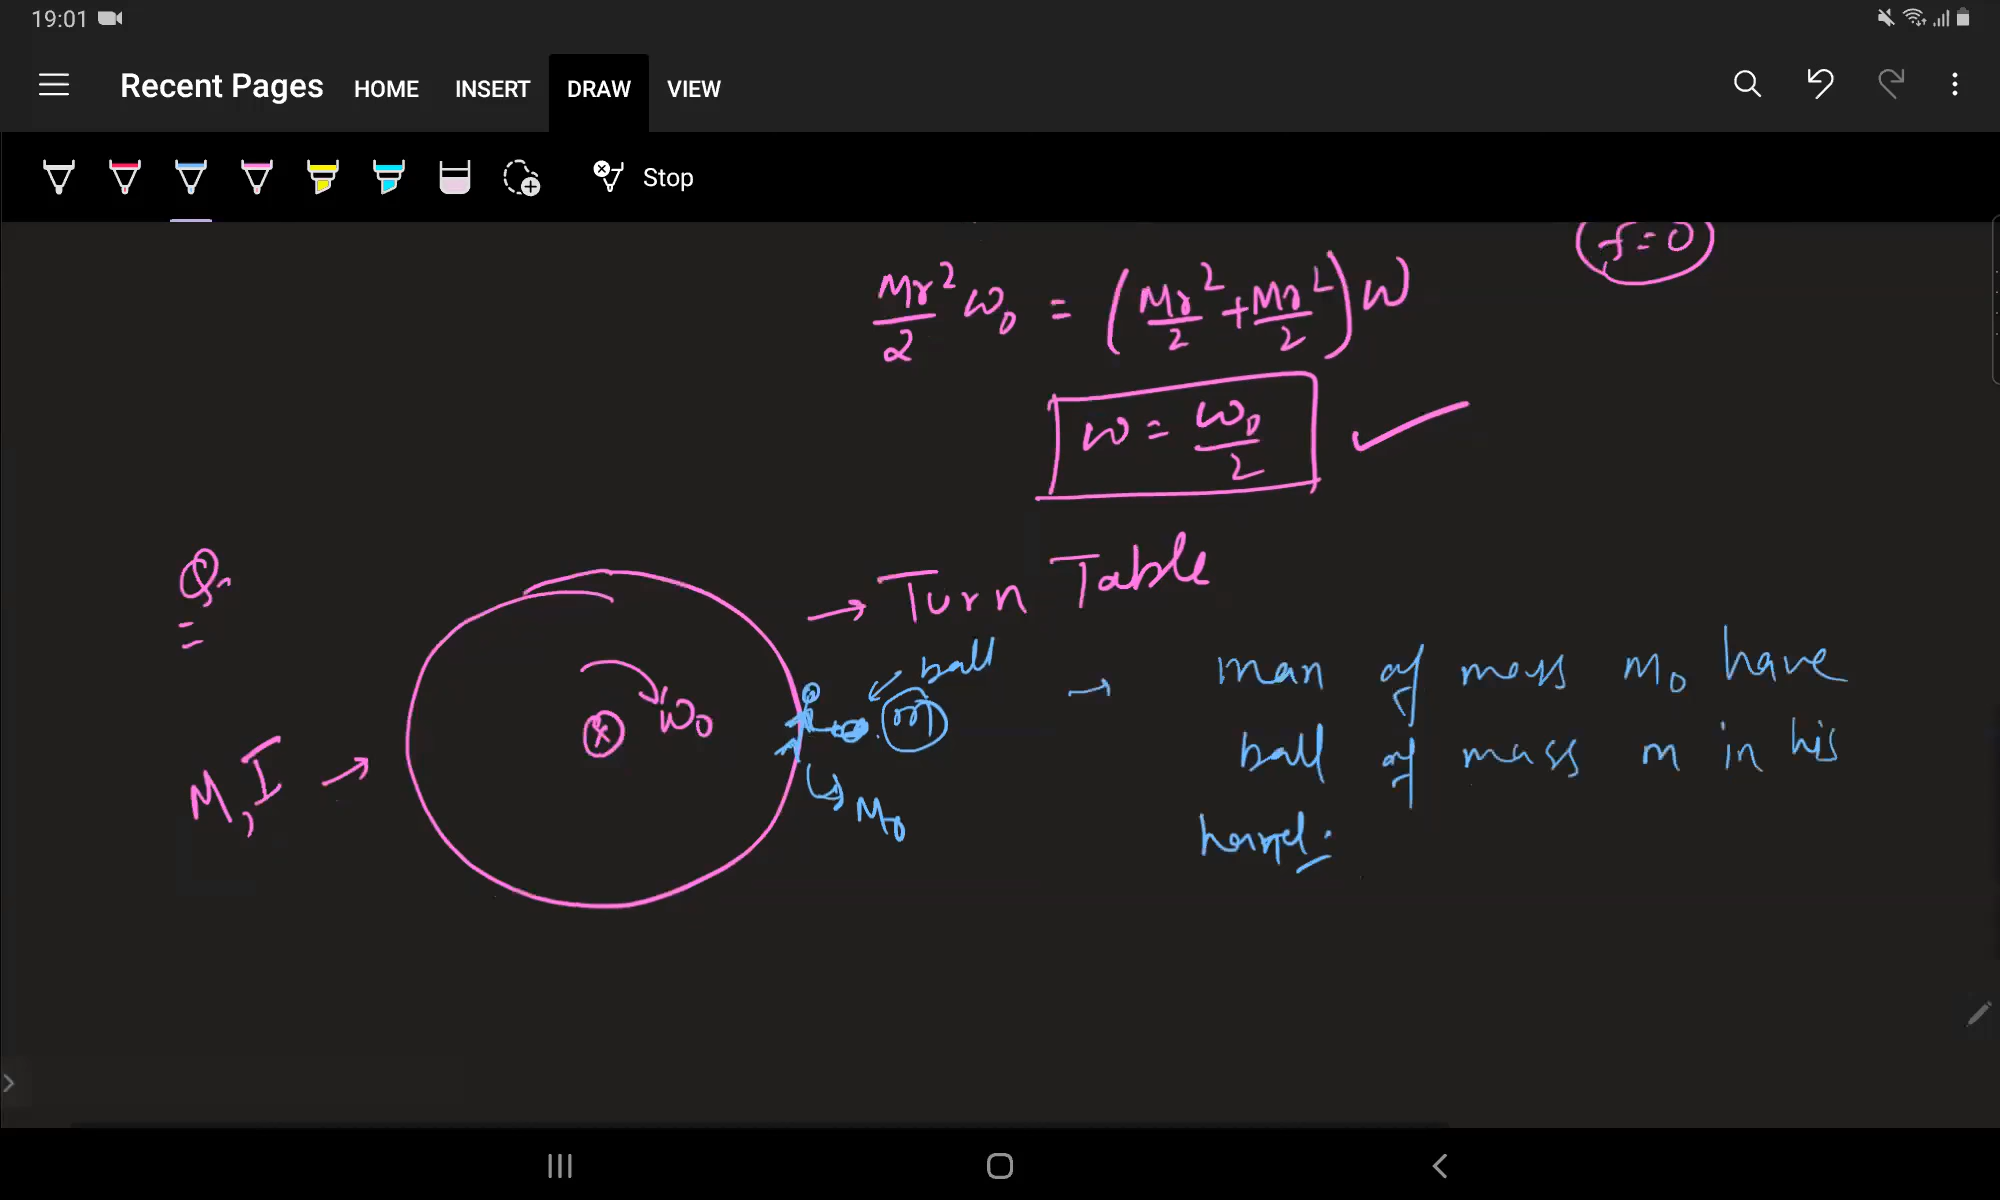 19:01
Recent Pages HOME INSERT DRAW VIEW
Stop
(f=0)
Mr²/2 ω₀ = (Mr²/2 + Mr²/2) ω
ω = ω₀/2
Q.
→ Turn Table
ball
ω₀
m
→ man of mass M₀ have
ball of mass m in his
hand.
M, I →
M₀